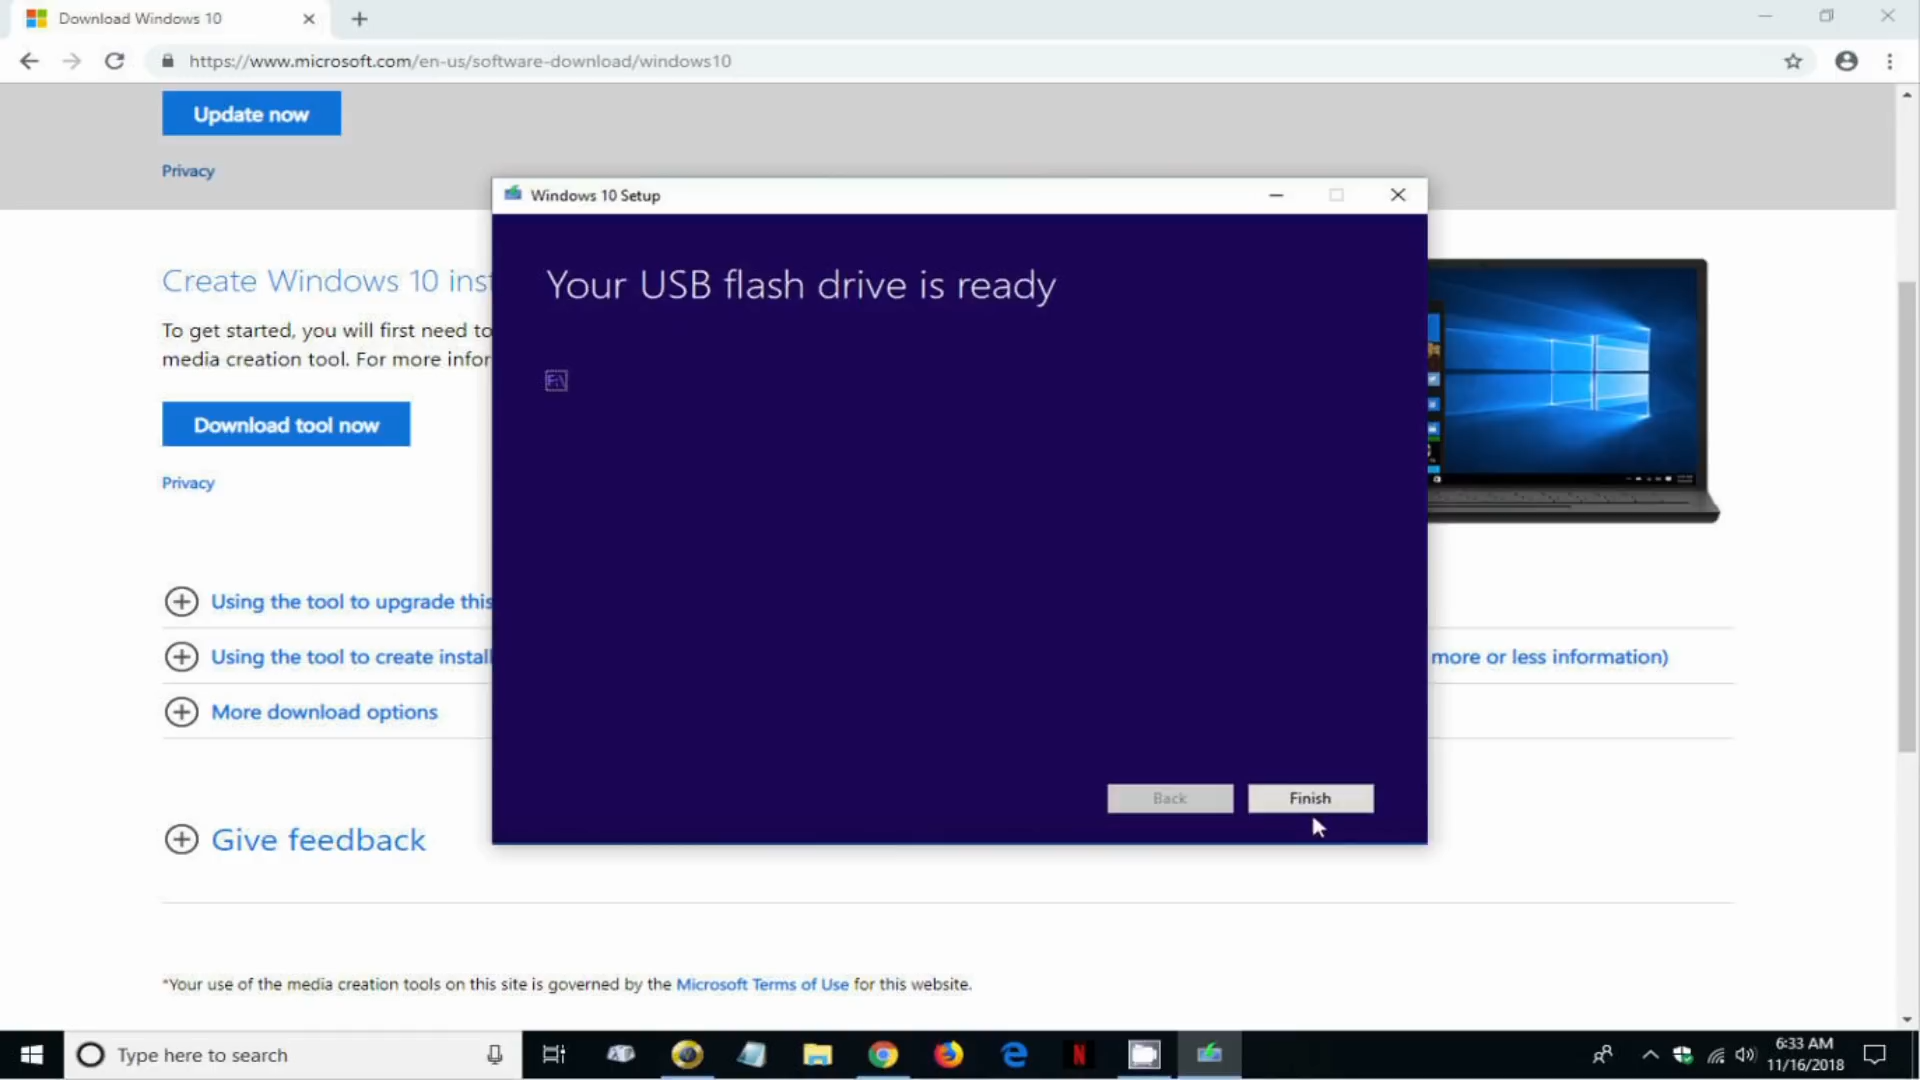 Download Windows 10
https://www.microsoft.com/en-us/software-download/windows10
Update now
Privacy
Windows 10 Setup
Your USB flash drive is ready
F:\
Create Windows 10 inst
To get started, you will first need to
media creation tool. For more infor
Download tool now
Privacy
Using the tool to upgrade this
Using the tool to create install
more or less information)
More download options
Back
Finish
Give feedback
*Your use of the media creation tools on this site is governed by the Microsoft Terms of Use for this website.
Type here to search
N
6:33 AM
11/16/2018